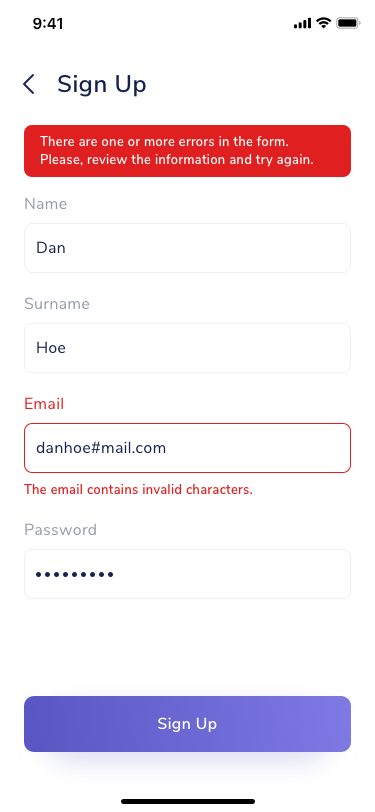 9:41
Sign Up
There are one or more errors in the form.
Please, review the information and try again.
Name
Dan
Surname
Hoe
Email
danhoe#mail.com
The email contains invalid characters.
Password
•••••••••
Sign Up